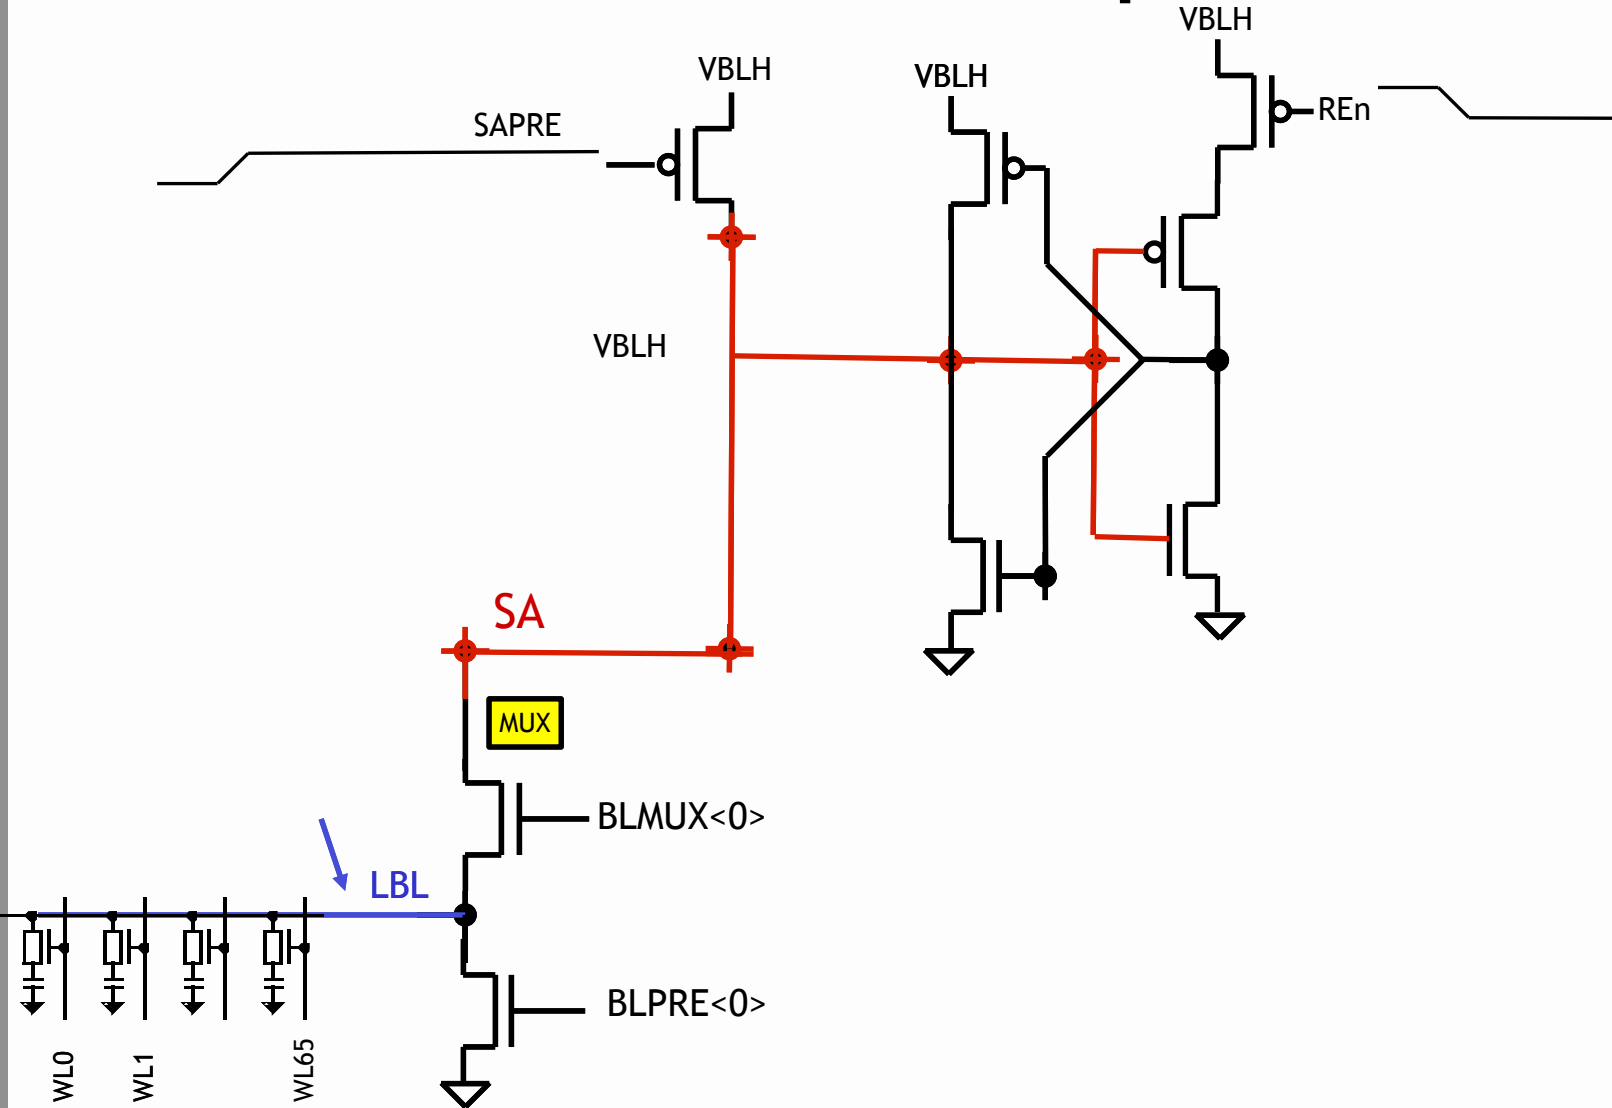 VBLH
VBLH
VBLH
SAPRE
REn
VBLH
SA
MUX
BLMUX<0>
LBL
BLPRE<0>
WL0
WL1
WL65